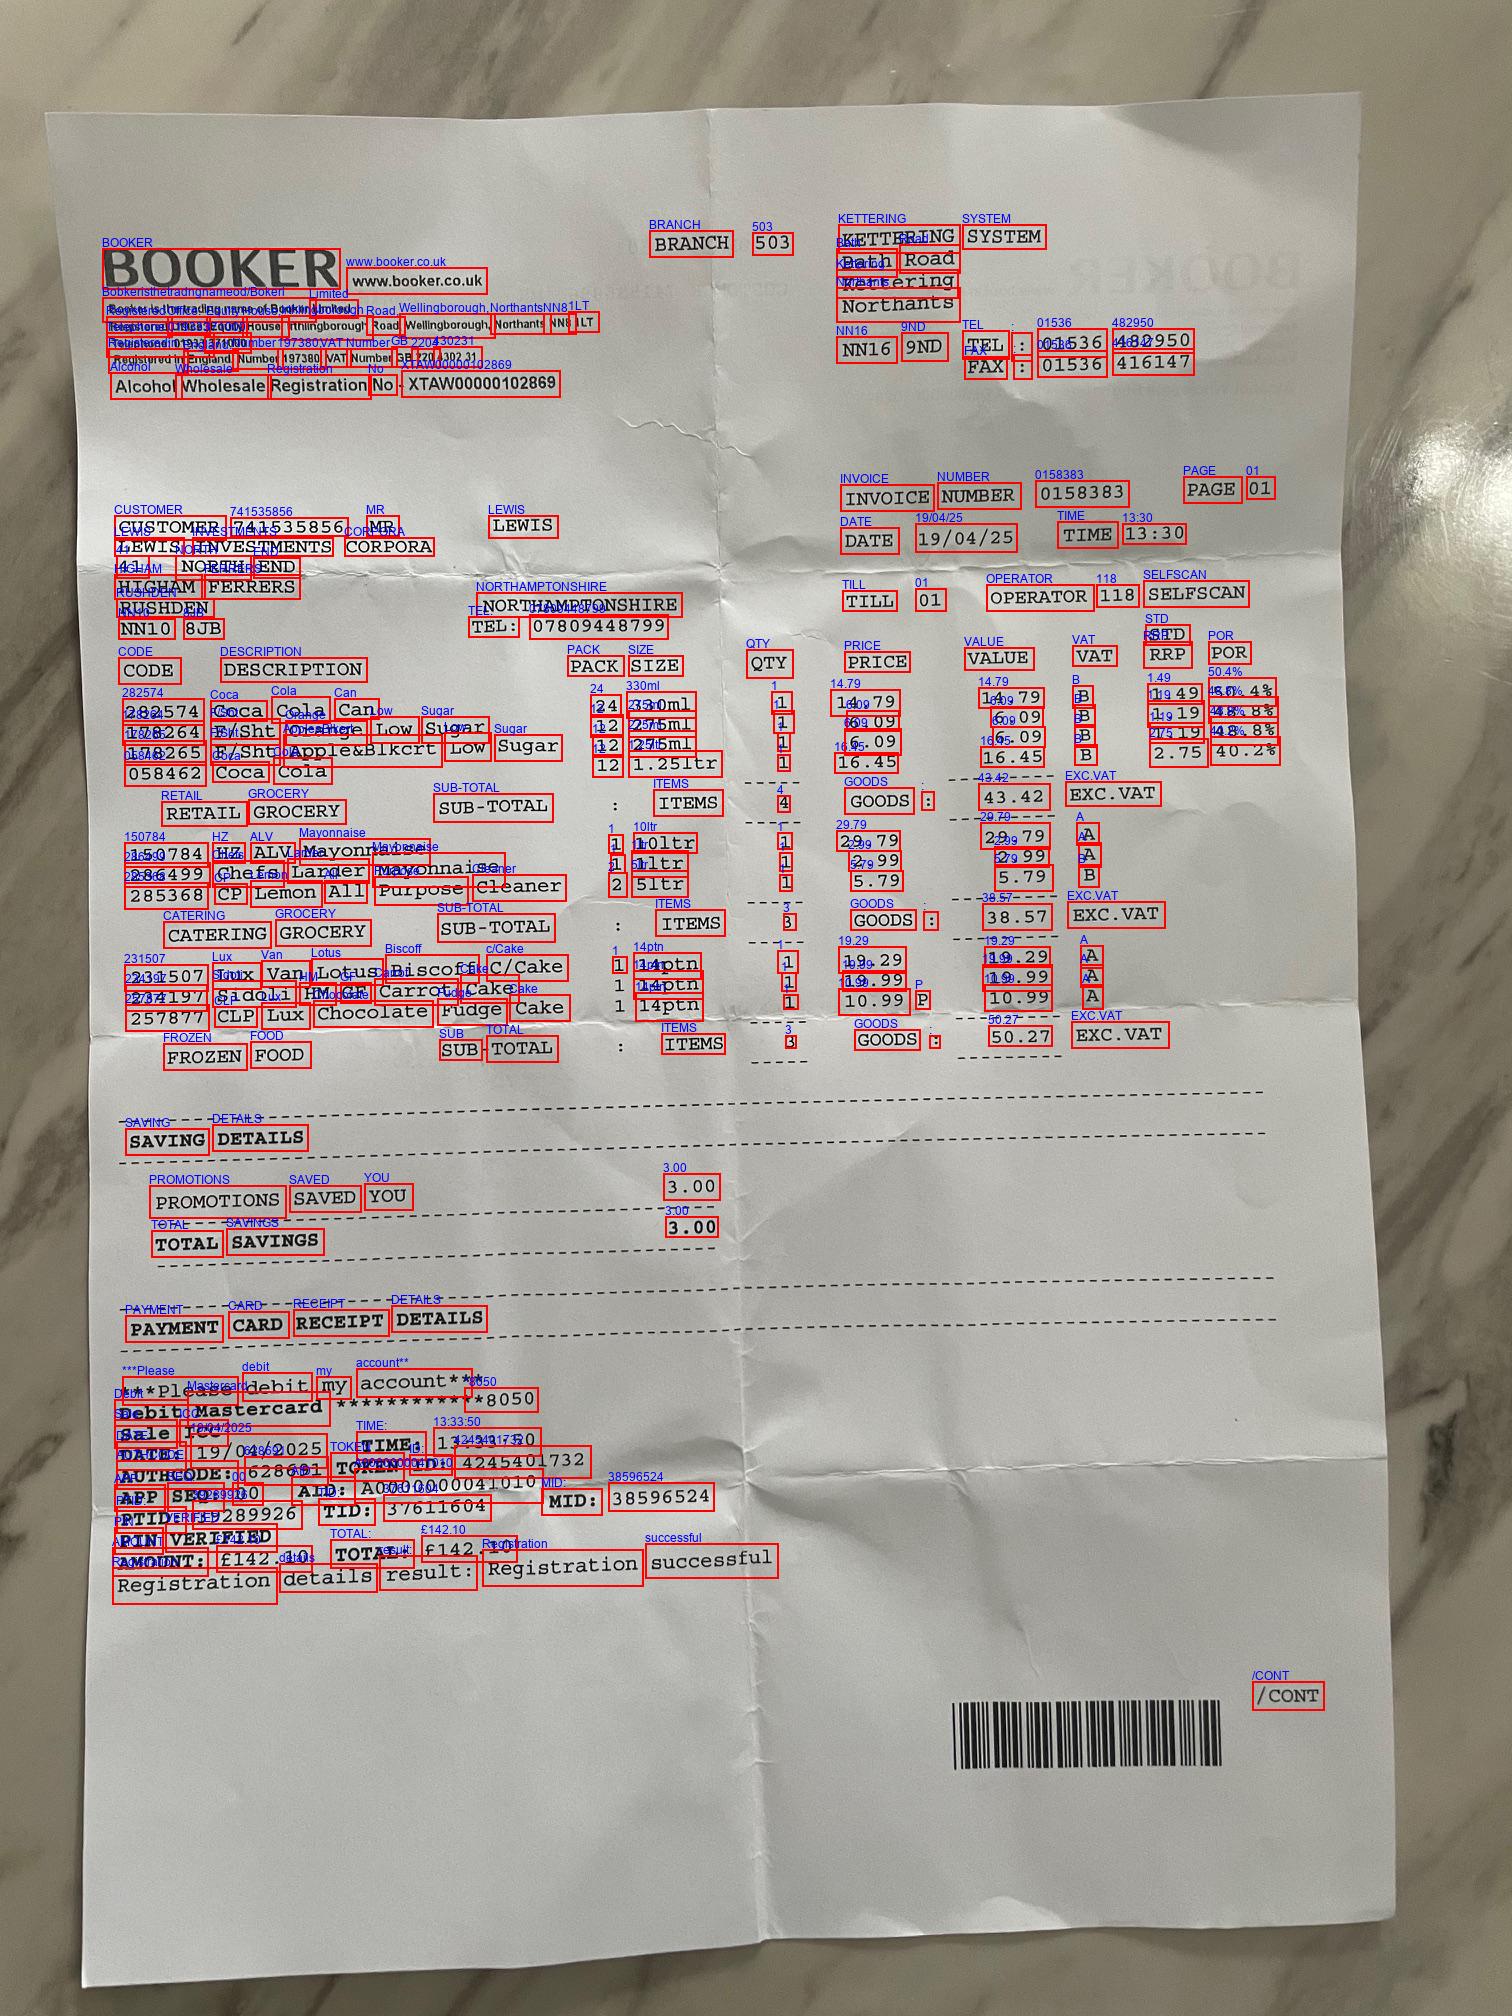 BOOKER www.booker.co.uk
BRANCH 503
KETTERING SYSTEM
Bath Road
Kettering
Northants
NN16 9ND
TEL : 01536 482950
FAX : 01536 416147
Booker is the trading name of Booker Limited
Registered Office: Equity House Irthlingborough Road, Wellingborough, Northants NN8 1LT
Telephone: 01933 371000
Registered in England Number 197380, VAT Number GB 220 4302 31
Alcohol Wholesale Registration No - XTAW00000102869
INVOICE NUMBER 0158383 PAGE 01
DATE 19/04/25 TIME 13:30
CUSTOMER 741535856 MR LEWIS
LEWIS INVESTMENTS CORPORA
41 NORTH END
HIGHAM FERRERS
RUSHDEN NORTHAMPTONSHIRE
NN10 8JB TEL: 07809448799
TILL 01 OPERATOR 118 SELFSCAN
STD
CODE DESCRIPTION PACK SIZE QTY PRICE VALUE VAT RRP POR
282574 Coca Cola Can 24 330ml 1 14.79 14.79 B 1.49 50.4%
178264 F/Sht Orange Low Sugar 12 275ml 1 6.09 6.09 B 1.19 48.8%
178265 F/Sht Apple&Blkcrt Low Sugar 12 275ml 1 6.09 6.09 B 1.19 48.8%
058462 Coca Cola 12 1.25ltr 1 16.45 16.45 B 2.75 40.2%
RETAIL GROCERY SUB-TOTAL : ITEMS 4 GOODS : 43.42 EXC.VAT
150784 HZ ALV Mayonnaise 1 10ltr 1 29.79 29.79 A
286499 Chefs Larder Mayonnaise 1 1ltr 1 2.99 2.99 A
285368 CP Lemon All Purpose Cleaner 2 5ltr 1 5.79 5.79 B
CATERING GROCERY SUB-TOTAL : ITEMS 3 GOODS : 38.57 EXC.VAT
231507 Lux Van Lotus Biscoff C/Cake 1 14ptn 1 19.29 19.29 A
274197 Sidoli HM GF Carrot Cake 1 14ptn 1 19.99 19.99 A
257877 CLP Lux Chocolate Fudge Cake 1 14ptn 1 10.99 P 10.99 A
FROZEN FOOD SUB-TOTAL : ITEMS 3 GOODS : 50.27 EXC.VAT
SAVING DETAILS
PROMOTIONS SAVED YOU 3.00
TOTAL SAVINGS 3.00
PAYMENT CARD RECEIPT DETAILS
***Please debit my account***
Debit Mastercard ************8050
Sale ICC
DATE: 19/04/2025 TIME: 13:33:50
AUTHCODE: 628691 TOKEN ID: 4245401732
APP SEQ: 00 AID: A0000000041010
PTID: P9289926 TID: 37611604 MID: 38596524
PIN VERIFIED
AMOUNT: £142.10 TOTAL: £142.10
Registration details result: Registration successful
/CONT